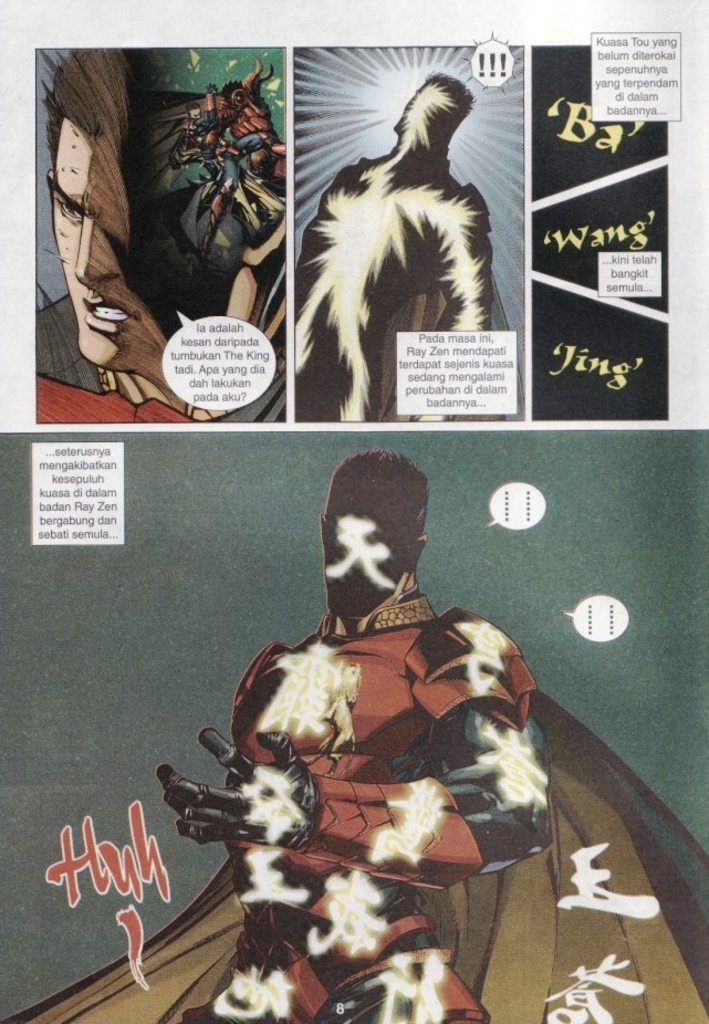 Ia adalah
kesan daripada
tumbukan The King
tadi. Apa yang dia
dah lakukan
pada aku?
!!!
Pada masa ini,
Ray Zen mendapati
terdapat sejenis kuasa
sedang mengalami
perubahan di dalam
badannya...
Kuasa Tou yang
belum diterokai
sepenuhnya
yang terpendam
di dalam
badannya...
'Ba'
'Wang'
...kini telah
bangkit
semula...
'Jing'
...seterusnya
mengakibatkan
kesepuluh
kuasa di dalam
badan Ray Zen
bergabung dan
sebati semula...
天
蒼
王
Huh!
王
蒼
8